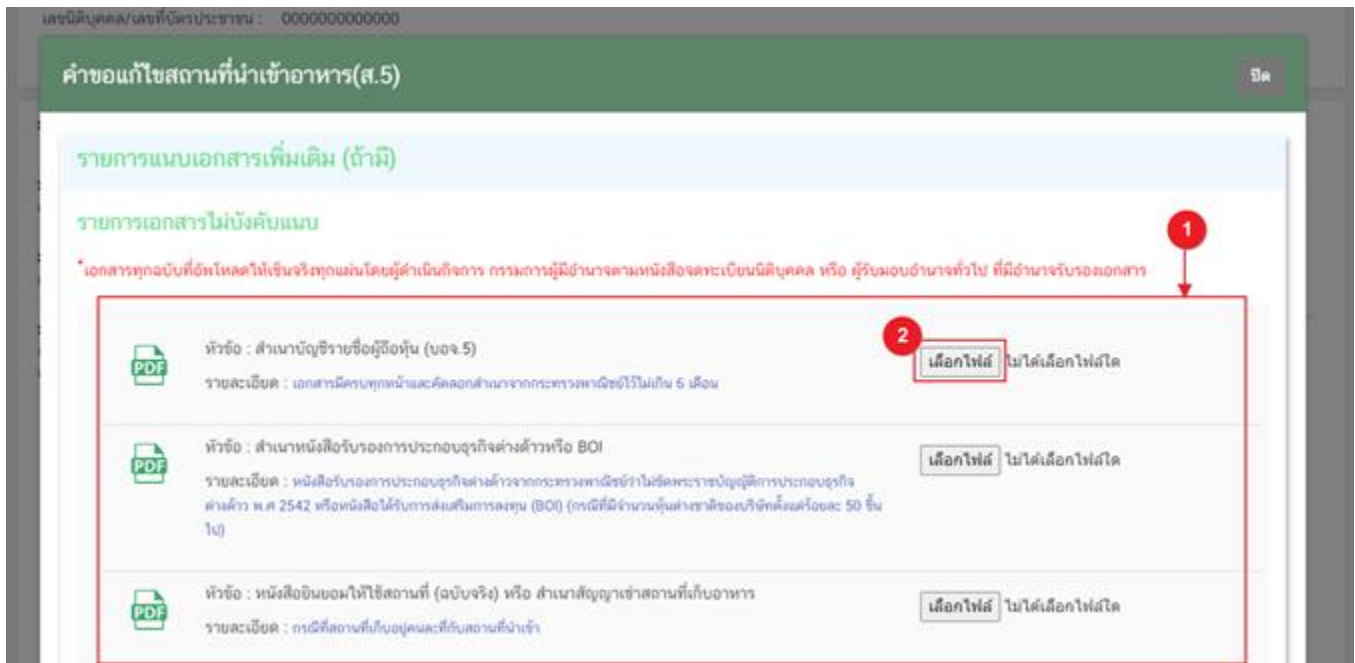 เลขนิติบุคคล/เลขที่บัตรประชาชน : 0000000000000
คำขอแก้ไขสถานที่นำเข้าอาหาร(ส.5)
ปิด
รายการแนบเอกสารเพิ่มเติม (ถ้ามี)
รายการเอกสารไม่บังคับแนบ
1
*เอกสารทุกฉบับที่อัพโหลดให้เซ็นจริงทุกแผ่นโดยผู้ดำเนินกิจการ กรรมการผู้มีอำนาจตามหนังสือจดทะเบียนนิติบุคคล หรือ ผู้รับมอบอำนาจทั่วไป ที่มีอำนาจรับรองเอกสาร
2
PDF
หัวข้อ : สำเนาบัญชีรายชื่อผู้ถือหุ้น (บอจ.5)
เลือกไฟล์ ไม่ได้เลือกไฟล์ใด
รายละเอียด : เอกสารมีครบทุกหน้าและคัดลอกสำเนาจากกระทรวงพาณิชย์ไว้ไม่เกิน 6 เดือน
PDF
หัวข้อ : สำเนาหนังสือรับรองการประกอบธุรกิจต่างด้าวหรือ BOI
เลือกไฟล์ ไม่ได้เลือกไฟล์ใด
รายละเอียด : หนังสือรับรองการประกอบธุรกิจต่างด้าวจากกระทรวงพาณิชย์ว่าไม่ขัดพระราชบัญญัติการประกอบธุรกิจ
ต่างด้าว พ.ศ 2542 หรือหนังสือได้รับการส่งเสริมการลงทุน (BOI) (กรณีที่มีจำนวนหุ้นต่างชาติของบริษัทตั้งแต่ร้อยละ 50 ขึ้น
ไป)
PDF
หัวข้อ : หนังสือยินยอมให้ใช้สถานที่ (ฉบับจริง) หรือ สำเนาสัญญาเช่าสถานที่เก็บอาหาร
เลือกไฟล์ ไม่ได้เลือกไฟล์ใด
รายละเอียด : กรณีที่สถานที่เก็บอยู่คนละที่กับสถานที่นำเข้า